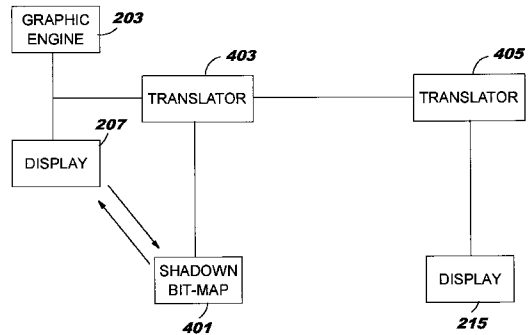 GRAPHIC
ENGINE
203
403
TRANSLATOR
405
TRANSLATOR
207
DISPLAY
SHADOWN
BIT-MAP
401
DISPLAY
215